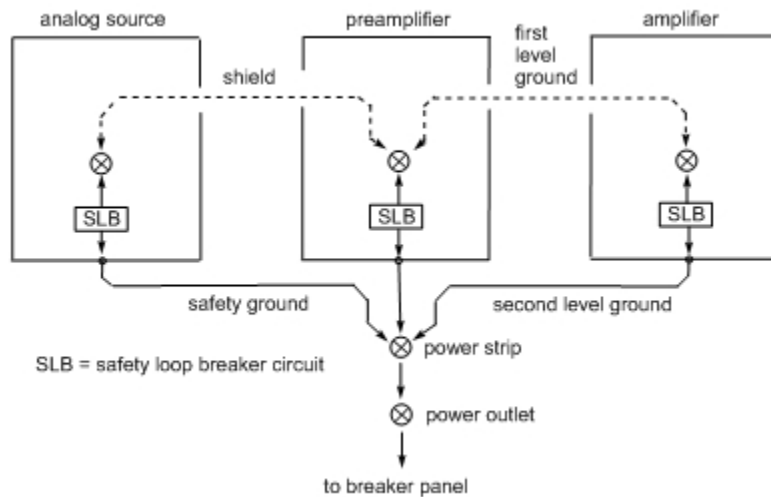 analog source
preamplifier
amplifier
first
level
ground
shield
SLB
SLB
SLB
safety ground
second level ground
power strip
SLB = safety loop breaker circuit
power outlet
to breaker panel